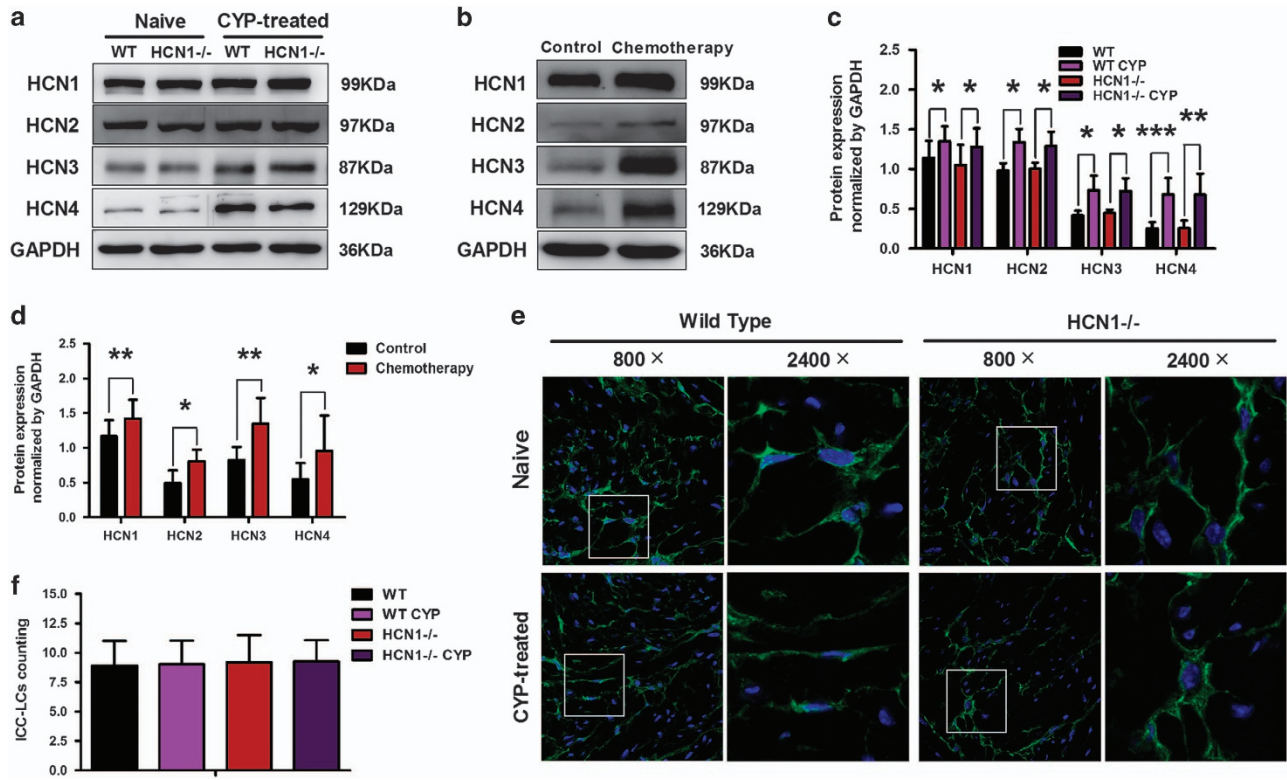 a
Naive CYP-treated
WT HCN1-/- WT HCN1-/-
HCN1 99KDa
HCN2 97KDa
HCN3 87KDa
HCN4 129KDa
GAPDH 36KDa
b
Control Chemotherapy
HCN1 99KDa
HCN2 97KDa
HCN3 87KDa
HCN4 129KDa
GAPDH 36KDa
c
WT
WT CYP
HCN1-/-
HCN1-/- CYP
Protein expression
normalized by GAPDH
2.5
2.0
1.5
1.0
0.5
0.0
* * * * * * *** **
HCN1 HCN2 HCN3 HCN4
d
Control
Chemotherapy
Protein expression
normalized by GAPDH
2.5
2.0
1.5
1.0
0.5
0.0
** * ** *
HCN1 HCN2 HCN3 HCN4
e
Wild Type HCN1-/-
800 × 2400 × 800 × 2400 ×
Naive
CYP-treated
f
WT
WT CYP
HCN1-/-
HCN1-/- CYP
ICC-LCs counting
15.0
12.5
10.0
7.5
5.0
2.5
0.0